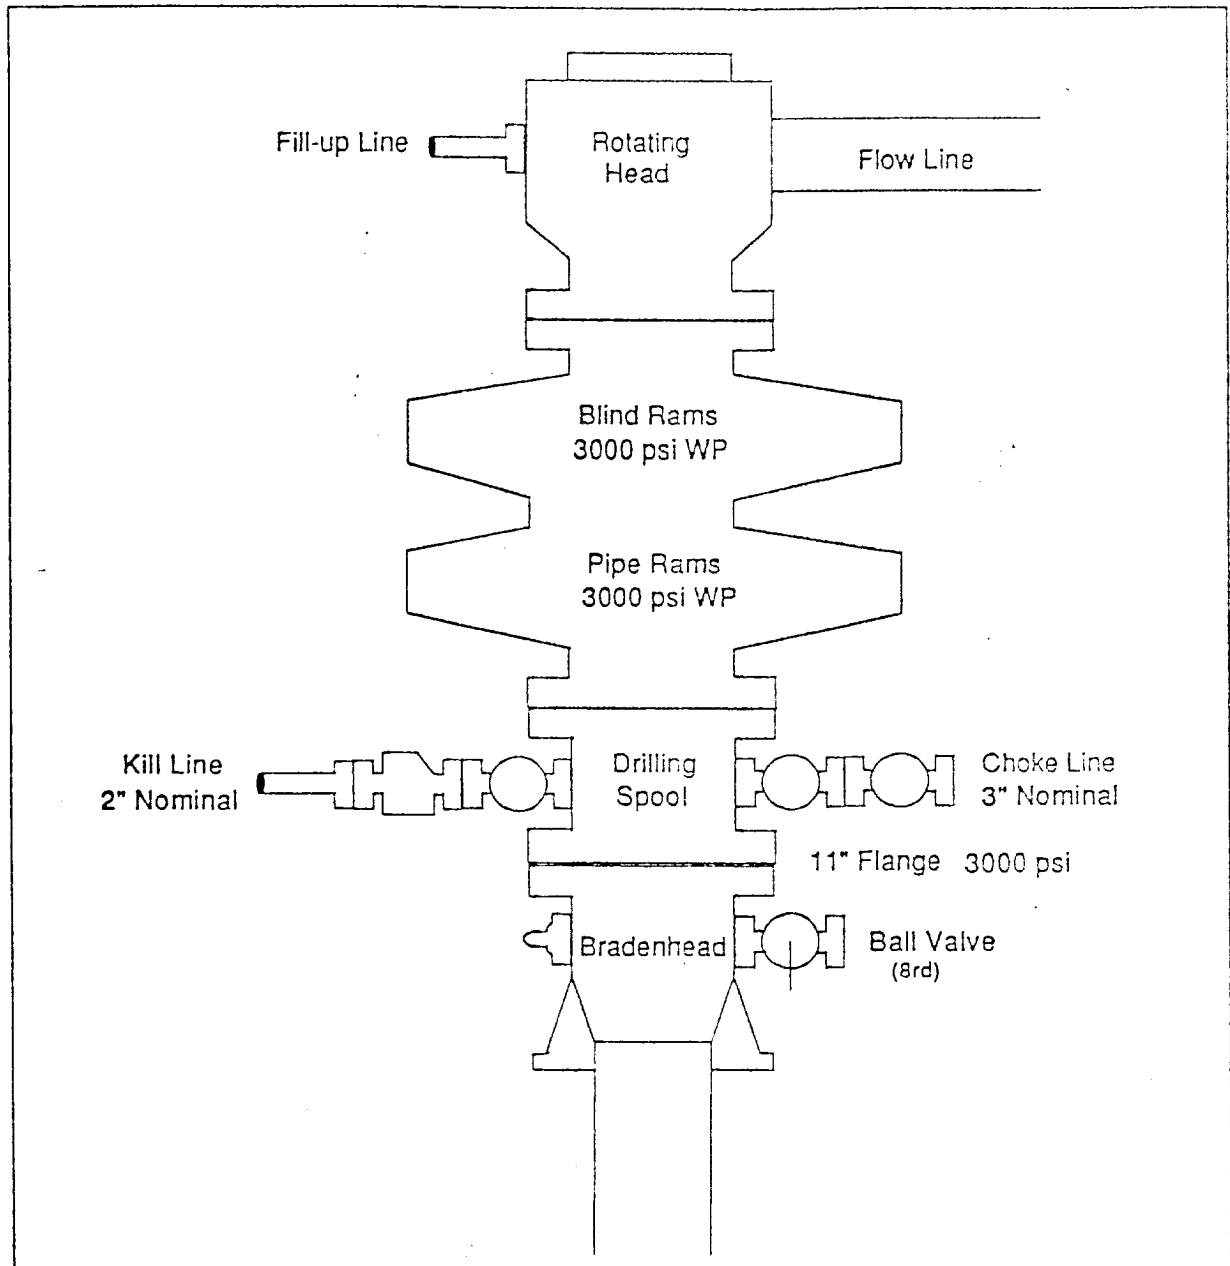 Fill-up Line
Rotating
Head
Flow Line
Blind Rams
3000 psi WP
Pipe Rams
3000 psi WP
Kill Line
2" Nominal
Drilling
Spool
Choke Line
3" Nominal
11" Flange 3000 psi
Bradenhead
Ball Valve
(8rd)